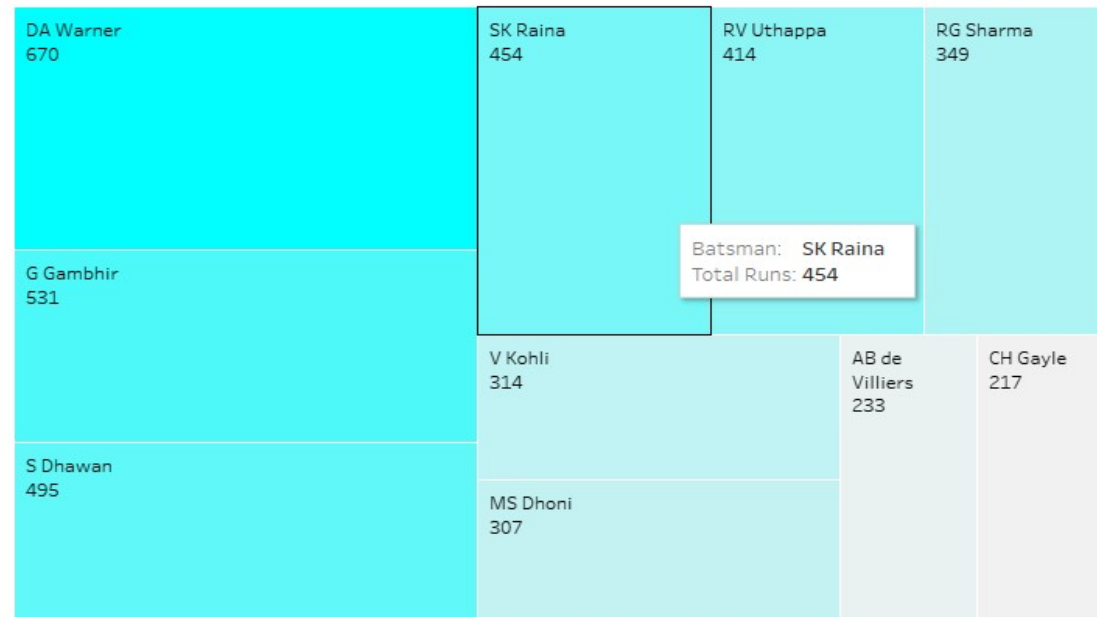 DA Warner
670
G Gambhir
531
S Dhawan
495
SK Raina
454
RV Uthappa
414
RG Sharma
349
Batsman: SK Raina
Total Runs: 454
V Kohli
314
MS Dhoni
307
AB de
Villiers
233
CH Gayle
217